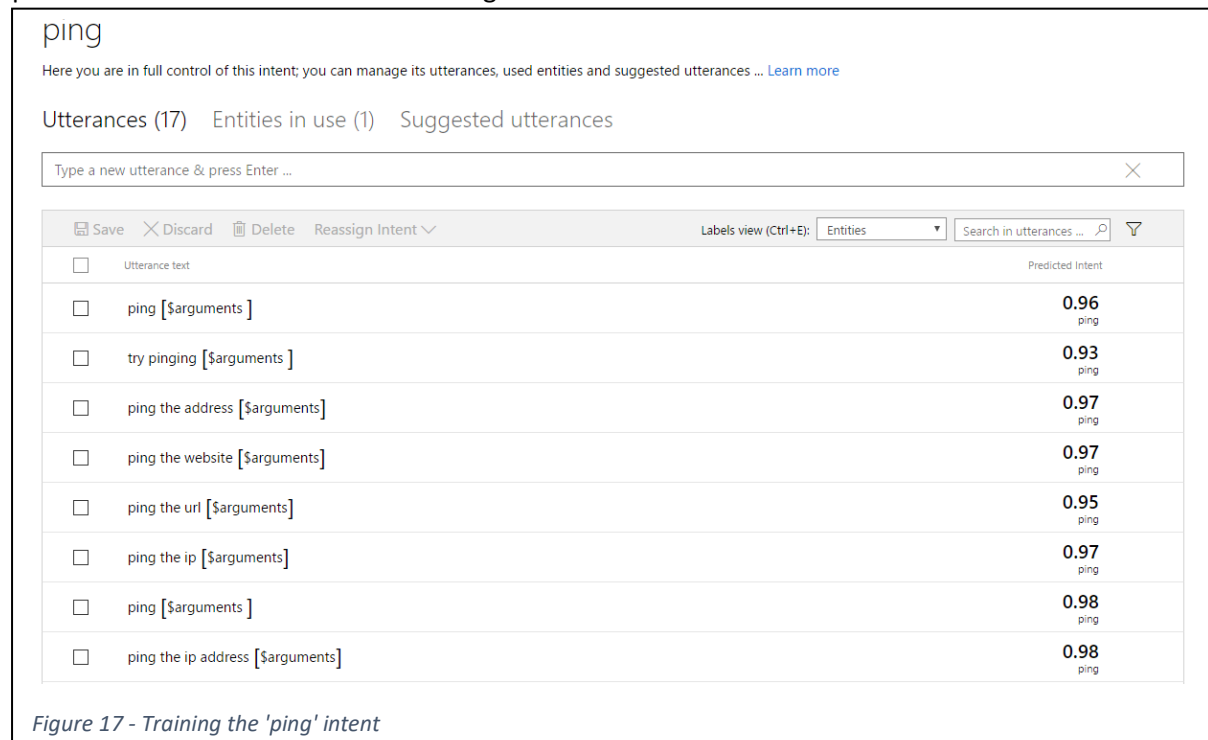 ping
Here you are in full control of this intent; you can manage its utterances, used entities and suggested utterances ... Learn more
Utterances (17) Entities in use (1) Suggested utterances
Type a new utterance & press Enter ...
Save Discard Delete Reassign Intent Labels view (Ctrl+E): Entities Search in utterances ...
Utterance text Predicted Intent
ping [$arguments ] 0.96
ping
try pinging [$arguments ] 0.93
ping
ping the address [$arguments] 0.97
ping
ping the website [$arguments] 0.97
ping
ping the url [$arguments] 0.95
ping
ping the ip [$arguments] 0.97
ping
ping [$arguments ] 0.98
ping
ping the ip address [$arguments] 0.98
ping
Figure 17 - Training the 'ping' intent